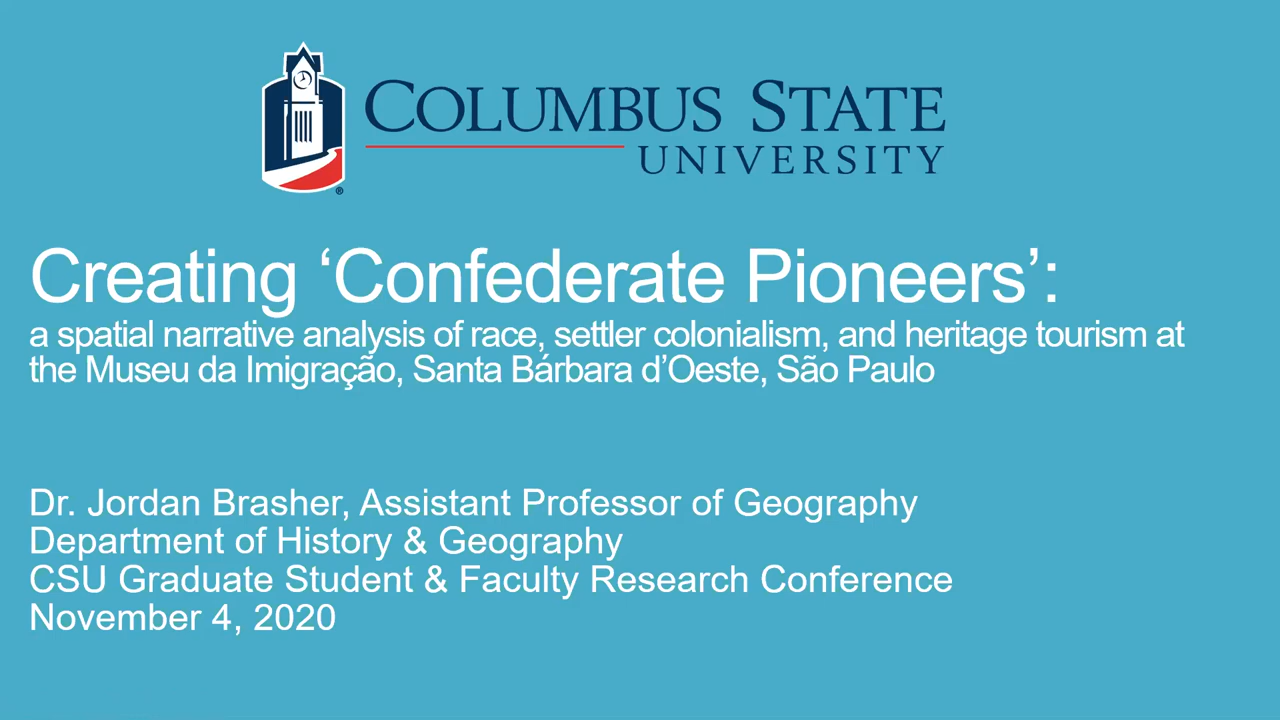 COLUMBUS STATE
UNIVERSITY
®
Creating ‘Confederate Pioneers’:
a spatial narrative analysis of race, settler colonialism, and heritage tourism at
the Museu da Imigração, Santa Bárbara d’Oeste, São Paulo
Dr. Jordan Brasher, Assistant Professor of Geography
Department of History & Geography
CSU Graduate Student & Faculty Research Conference
November 4, 2020